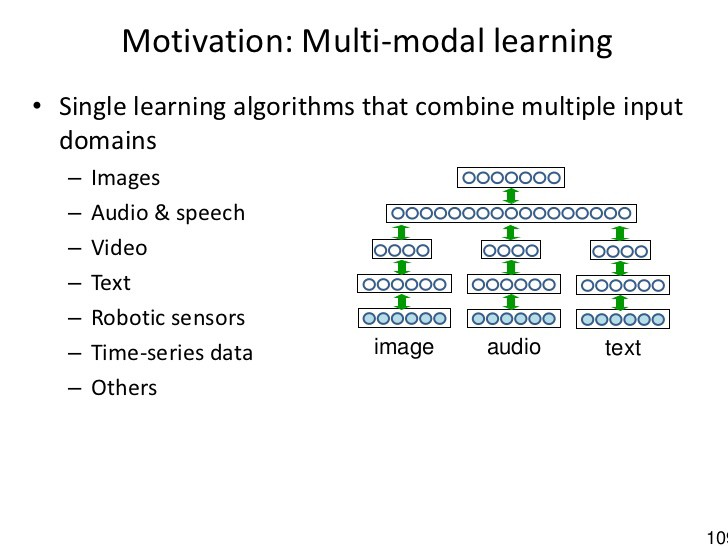 Motivation: Multi-modal learning
• Single learning algorithms that combine multiple input
domains
– Images
– Audio & speech
– Video
– Text
– Robotic sensors
– Time-series data
– Others
image audio text